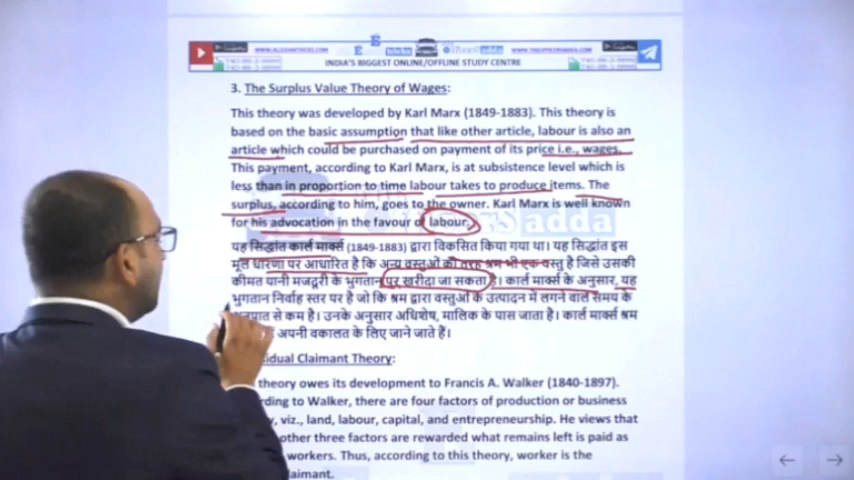 WWW.ALLEXAMTRICKS.COM
WWW.THEOFFICERSADDA.COM
INDIA'S BIGGEST ONLINE/OFFLINE STUDY CENTRE
3. The Surplus Value Theory of Wages:
This theory was developed by Karl Marx (1849-1883). This theory is
based on the basic assumption that like other article, labour is also an
article which could be purchased on payment of its price i.e., wages.
This payment, according to Karl Marx, is at subsistence level which is
less than in proportion to time labour takes to produce items. The
surplus, according to him, goes to the owner. Karl Marx is well known
for his advocation in the favour of labour.
यह सिद्धांत कार्ल मार्क्स (1849-1883) द्वारा विकसित किया गया था। यह सिद्धांत इस
मूल धारणा पर आधारित है कि अन्य वस्तुओं की तरह श्रम भी एक वस्तु है जिसे उसकी
कीमत यानी मजदूरी के भुगतान पर खरीदा जा सकता है। कार्ल मार्क्स के अनुसार, यह
भुगतान निर्वाह स्तर पर है जो कि श्रम द्वारा वस्तुओं के उत्पादन में लगने वाले समय के
से कम है। उनके अनुसार अधिशेष, मालिक के पास जाता है। कार्ल मार्क्स श्रम
अपनी वकालत के लिए जाने जाते हैं।
Claimant Theory:
theory owes its development to Francis A. Walker (1840-1897).
to Walker, there are four factors of production or business
viz., land, labour, capital, and entrepreneurship. He views that
other three factors are rewarded what remains left is paid as
workers. Thus, according to this theory, worker is the